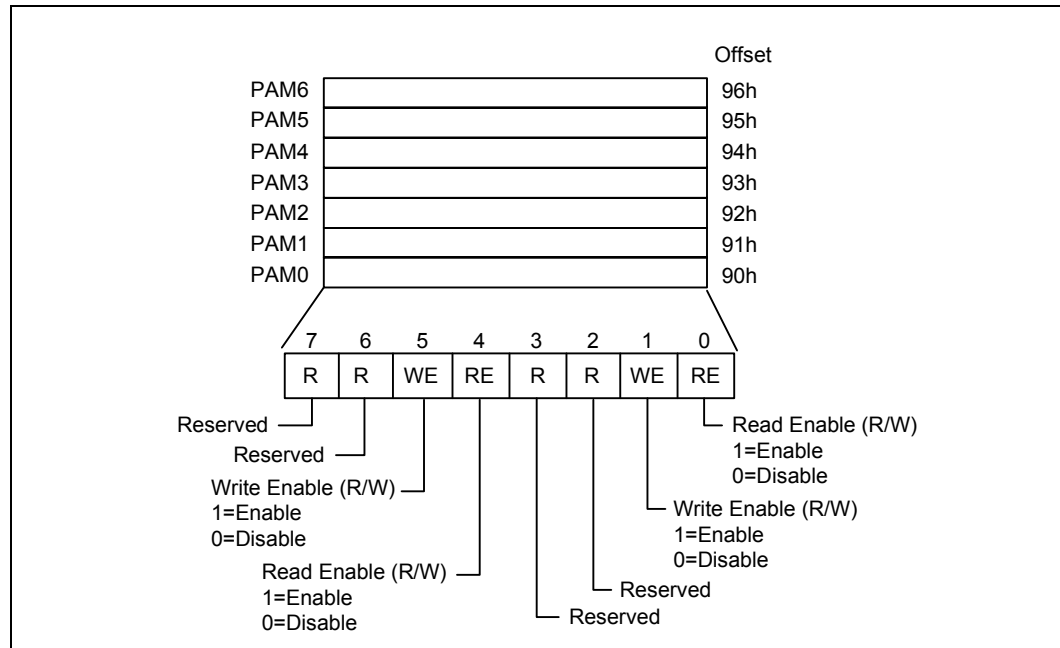 Offset
PAM6 96h
PAM5 95h
PAM4 94h
PAM3 93h
PAM2 92h
PAM1 91h
PAM0 90h
7 6 5 4 3 2 1 0
R R WE RE R R WE RE
Reserved
Reserved
Write Enable (R/W)
1=Enable
0=Disable
Read Enable (R/W)
1=Enable
0=Disable
Read Enable (R/W)
1=Enable
0=Disable
Write Enable (R/W)
1=Enable
0=Disable
Reserved
Reserved